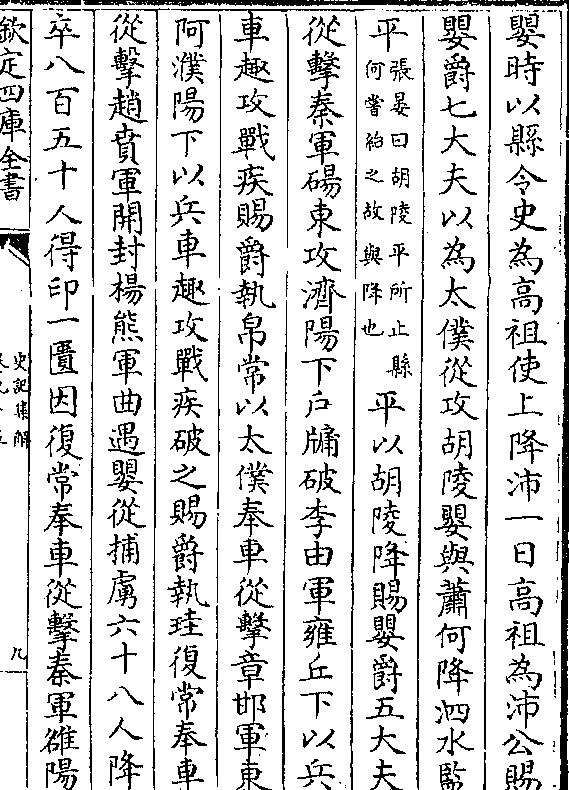 嬰時以縣令史為高祖使上降沛一日高祖為沛公賜
嬰爵七大夫以為太僕從攻胡陵嬰與蕭何降泗水監
平張晏曰胡陵平所止縣何嘗給之故與降也平以胡陵降賜嬰爵五大夫
從擊秦軍碭東攻濟陽下户牖破李由軍雍丘下以兵
車趣攻戰疾賜爵執帛常以太僕奉車從擊章邯軍東
阿濮陽下以兵車趣攻戰疾破之賜爵執珪復常奉車
從擊趙賁軍開封楊熊軍曲遇嬰從捕虜六十八人降
卒八百五十人得印一匱因復常奉車從擊秦軍雒陽
欽定四庫全書
史記集解
九